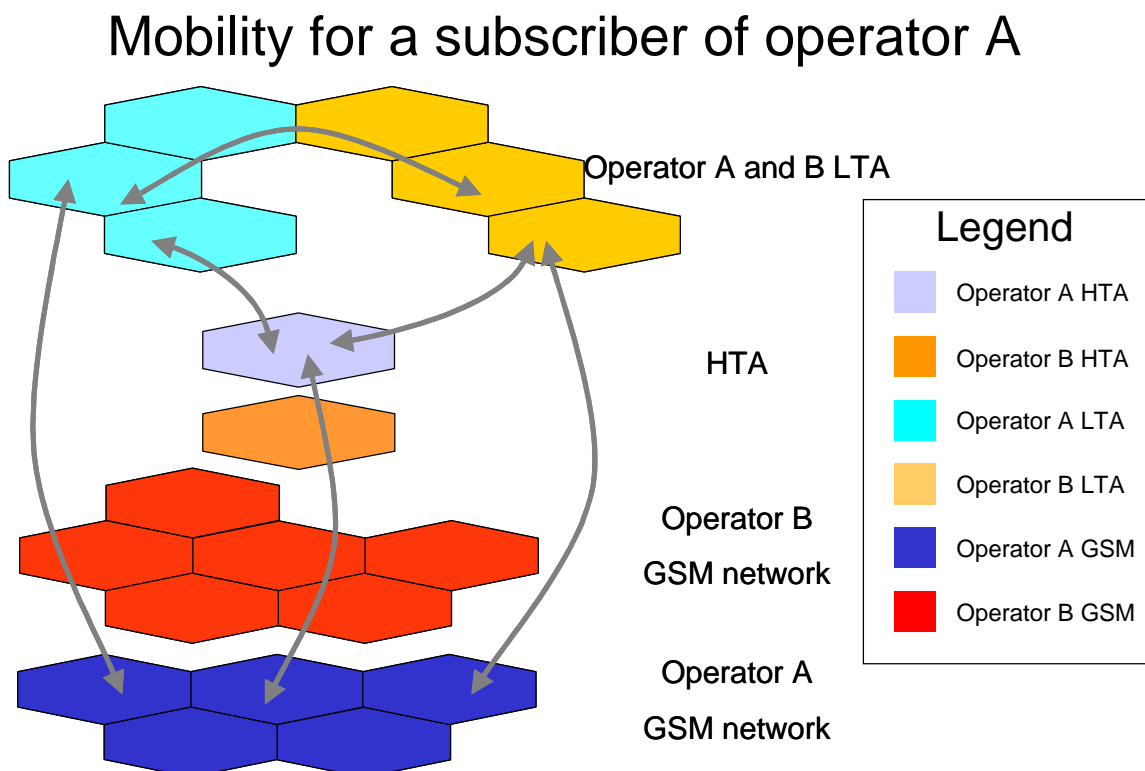 Mobility for a subscriber of operator A
Operator A and B LTA
HTA
Operator B
GSM network
Operator A
GSM network
Legend
Operator A HTA
Operator B HTA
Operator A LTA
Operator B LTA
Operator A GSM
Operator B GSM